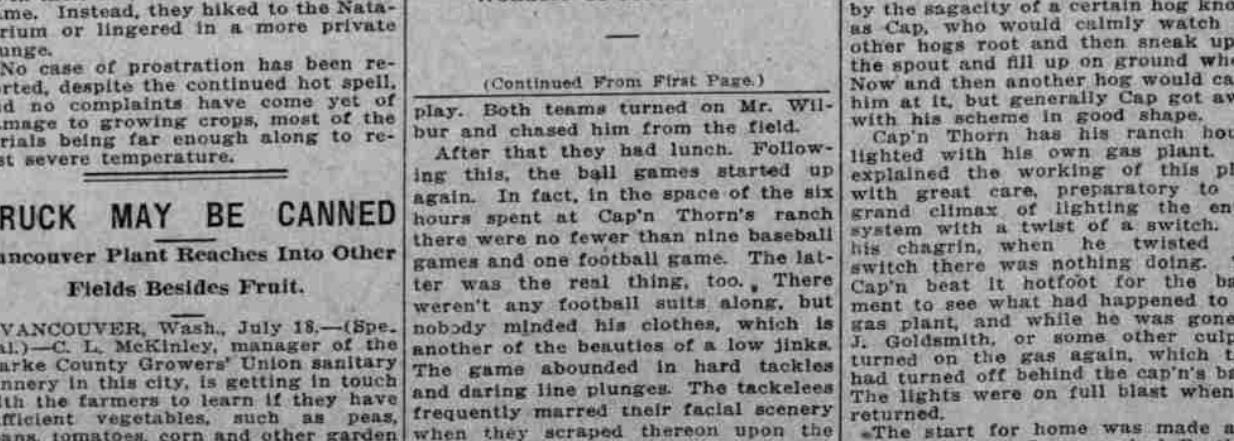 ame. Instead, they hiked to the Nata-
rium or lingered in a more private
unge.
No case of prostration has been re-
orted, despite the continued hot spell,
d no complaints have come yet of
mage to growing crops, most of the
rials being far enough along to re-
st severe temperature.
RUCK MAY BE CANNED
ancouver Plant Reaches Into Other
Fields Besides Fruit.
VANCOUVER, Wash., July 18.—(Spe-
al.)—C. L. McKinley, manager of the
arke County Growers' Union sanitary
nnery in this city, is getting in touch
ith the farmers to learn if they have
fficient vegetables, such as peas,
ans, tomatoes, corn and other garden
(Continued From First Page.)
play. Both teams turned on Mr. Wil-
bur and chased him from the field.
After that they had lunch. Follow-
ing this, the ball games started up
again. In fact, in the space of the six
hours spent at Cap'n Thorn's ranch
there were no fewer than nine baseball
games and one football game. The lat-
ter was the real thing, too. There
weren't any football suits along, but
nobody minded his clothes, which is
another of the beauties of a low jinks.
The game abounded in hard tackles
and daring line plunges. The tackelees
frequently marred their facial scenery
when they scraped thereon upon the
by the sagacity of a certain hog kno
as Cap, who would calmly watch
other hogs root and then sneak up
the spout and fill up on ground whe
Now and then another hog would ca
him at it, but generally Cap got aw
with his scheme in good shape.
Cap'n Thorn has his ranch hou
lighted with his own gas plant.
explained the working of this pl
with great care, preparatory to
grand climax of lighting the en
system with a twist of a switch.
his chagrin, when he twisted
switch there was nothing doing.
Cap'n beat it hotfoot for the ba
ment to see what had happened to
gas plant, and while he was gone
J. Goldsmith, or some other culp
turned on the gas again, which t
had turned off behind the cap'n's ba
The lights were on full blast when
returned.
The start for home was made a